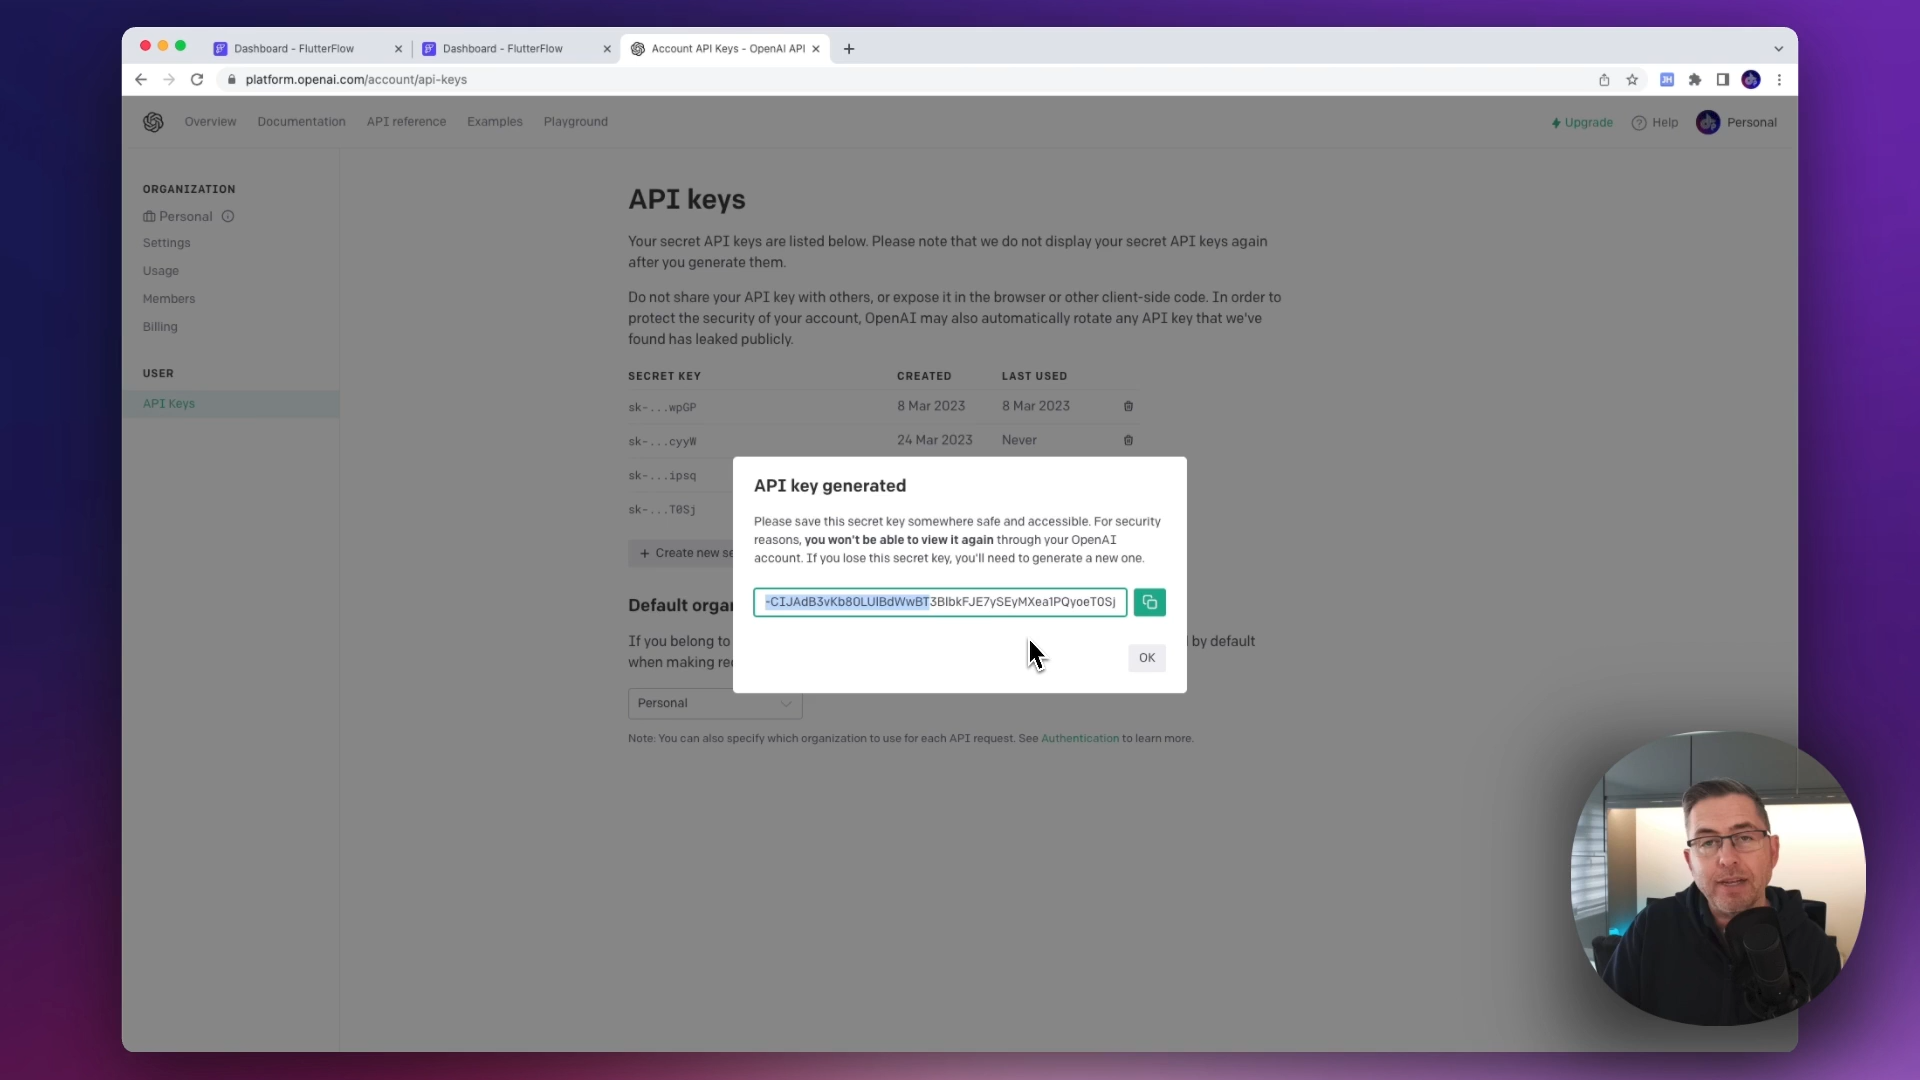 Dashboard - FlutterFlow
Dashboard - FlutterFlow
Account API Keys - OpenAI API
platform.openai.com/account/api-keys
JH
Overview
Documentation
API reference
Examples
Playground
Upgrade
Help
Personal
ORGANIZATION
Personal
Settings
Usage
Members
Billing
USER
API Keys
API keys
Your secret API keys are listed below. Please note that we do not display your secret API keys again
after you generate them.
Do not share your API key with others, or expose it in the browser or other client-side code. In order to
protect the security of your account, OpenAI may also automatically rotate any API key that we've
found has leaked publicly.
SECRET KEY CREATED LAST USED
sk-...wpGP 8 Mar 2023 8 Mar 2023
sk-...cyyW 24 Mar 2023 Never
sk-...ipsq
sk-...T0Sj
+ Create new se
API key generated
Please save this secret key somewhere safe and accessible. For security
reasons, you won't be able to view it again through your OpenAI
account. If you lose this secret key, you'll need to generate a new one.
OK
Default orga
If you belong to
l by default
when making re
Personal
Note: You can also specify which organization to use for each API request. See Authentication to learn more.